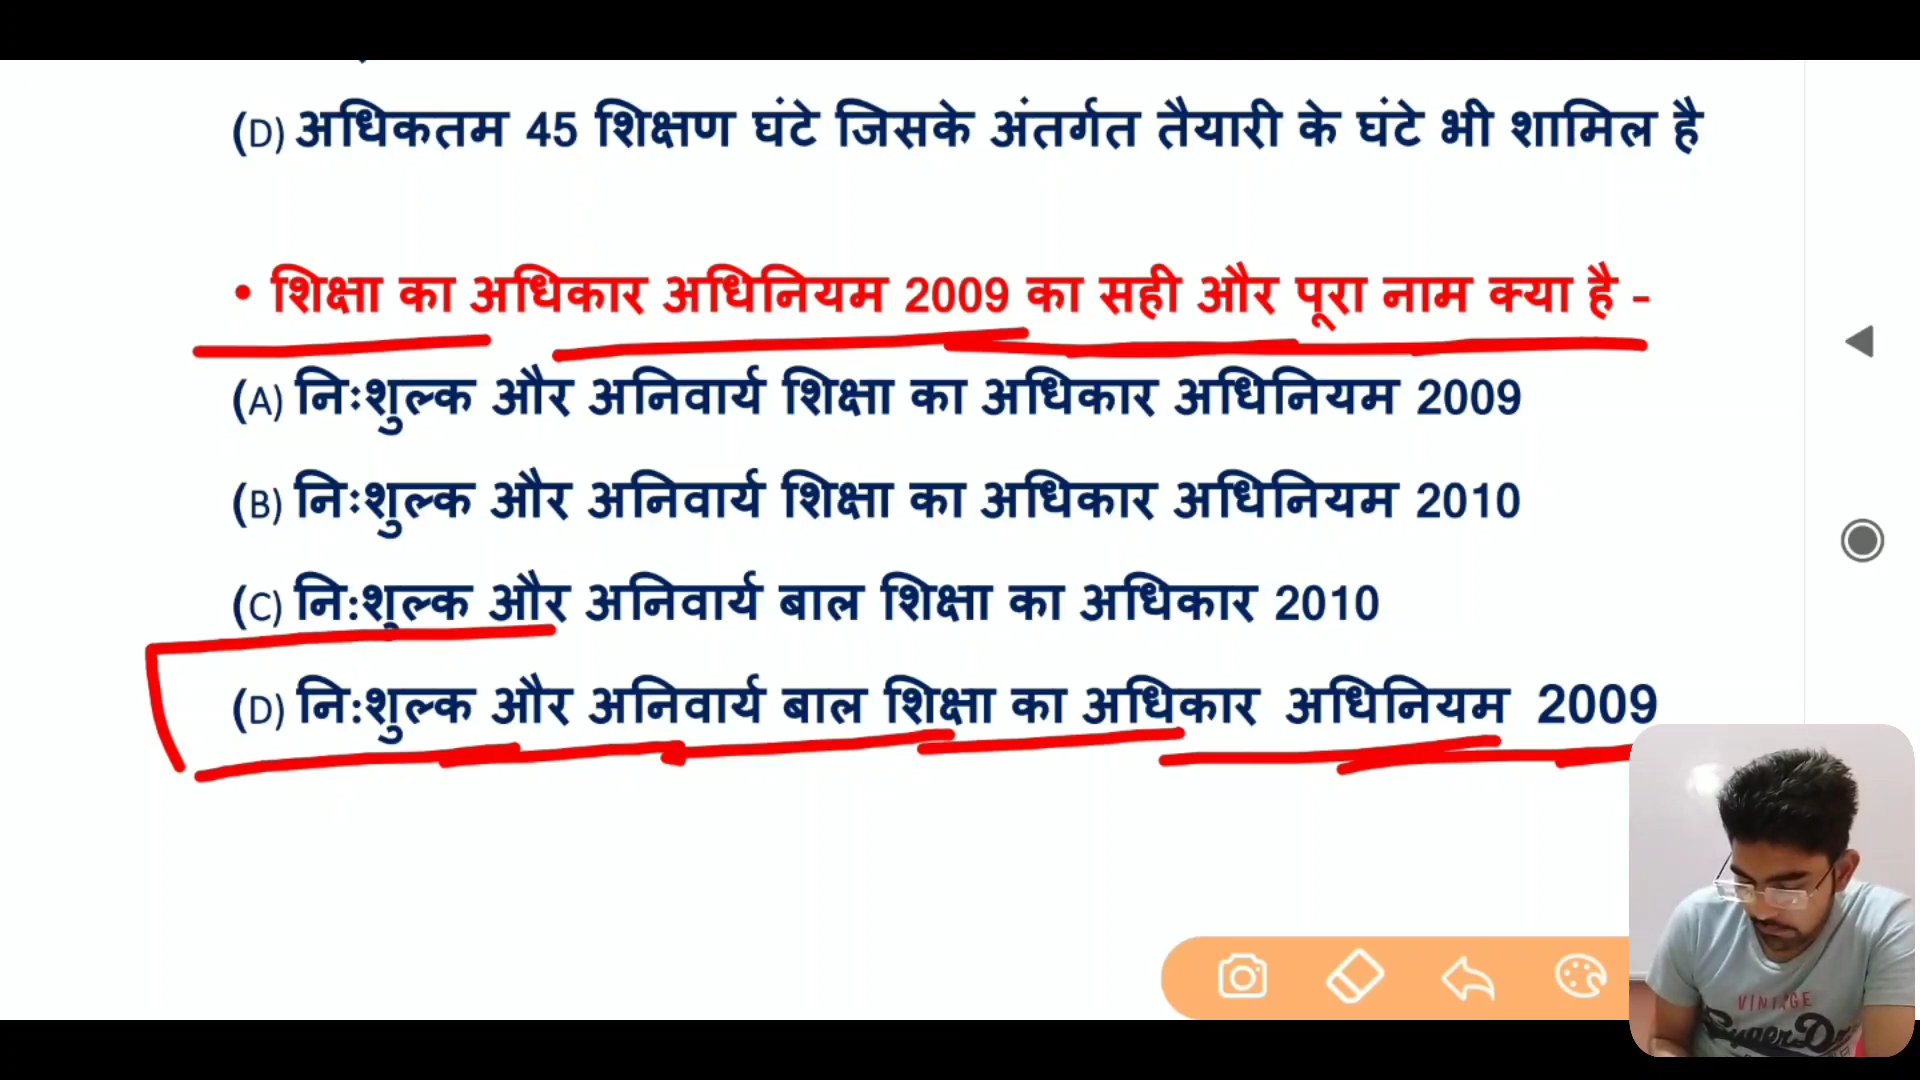 (D) अधिकतम 45 शिक्षण घंटे जिसके अंतर्गत तैयारी के घंटे भी शामिल है
• शिक्षा का अधिकार अधिनियम 2009 का सही और पूरा नाम क्या है -
(A) निःशुल्क और अनिवार्य शिक्षा का अधिकार अधिनियम 2009
(B) निःशुल्क और अनिवार्य शिक्षा का अधिकार अधिनियम 2010
(C) नि:शुल्क और अनिवार्य बाल शिक्षा का अधिकार 2010
(D) नि:शुल्क और अनिवार्य बाल शिक्षा का अधिकार अधिनियम 2009
VINTAGE